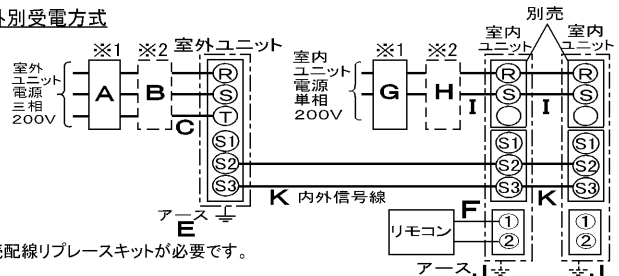 外別受電方式
別売
※1 ※2 室外ユニット
室外
ユニット
電源
三相
200V
A B C
R
S
T
S1
S2
S3
アース
E
室内
ユニット
電源
単相
200V
※1 ※2
G H I I
室内
ユニット
室内
ユニット
R R
S S
S1 S1
S2 S2
S3 S3
K 内外信号線
K
F
リモコン
1 1
2 2
配線リプレースキットが必要です。
アース J J